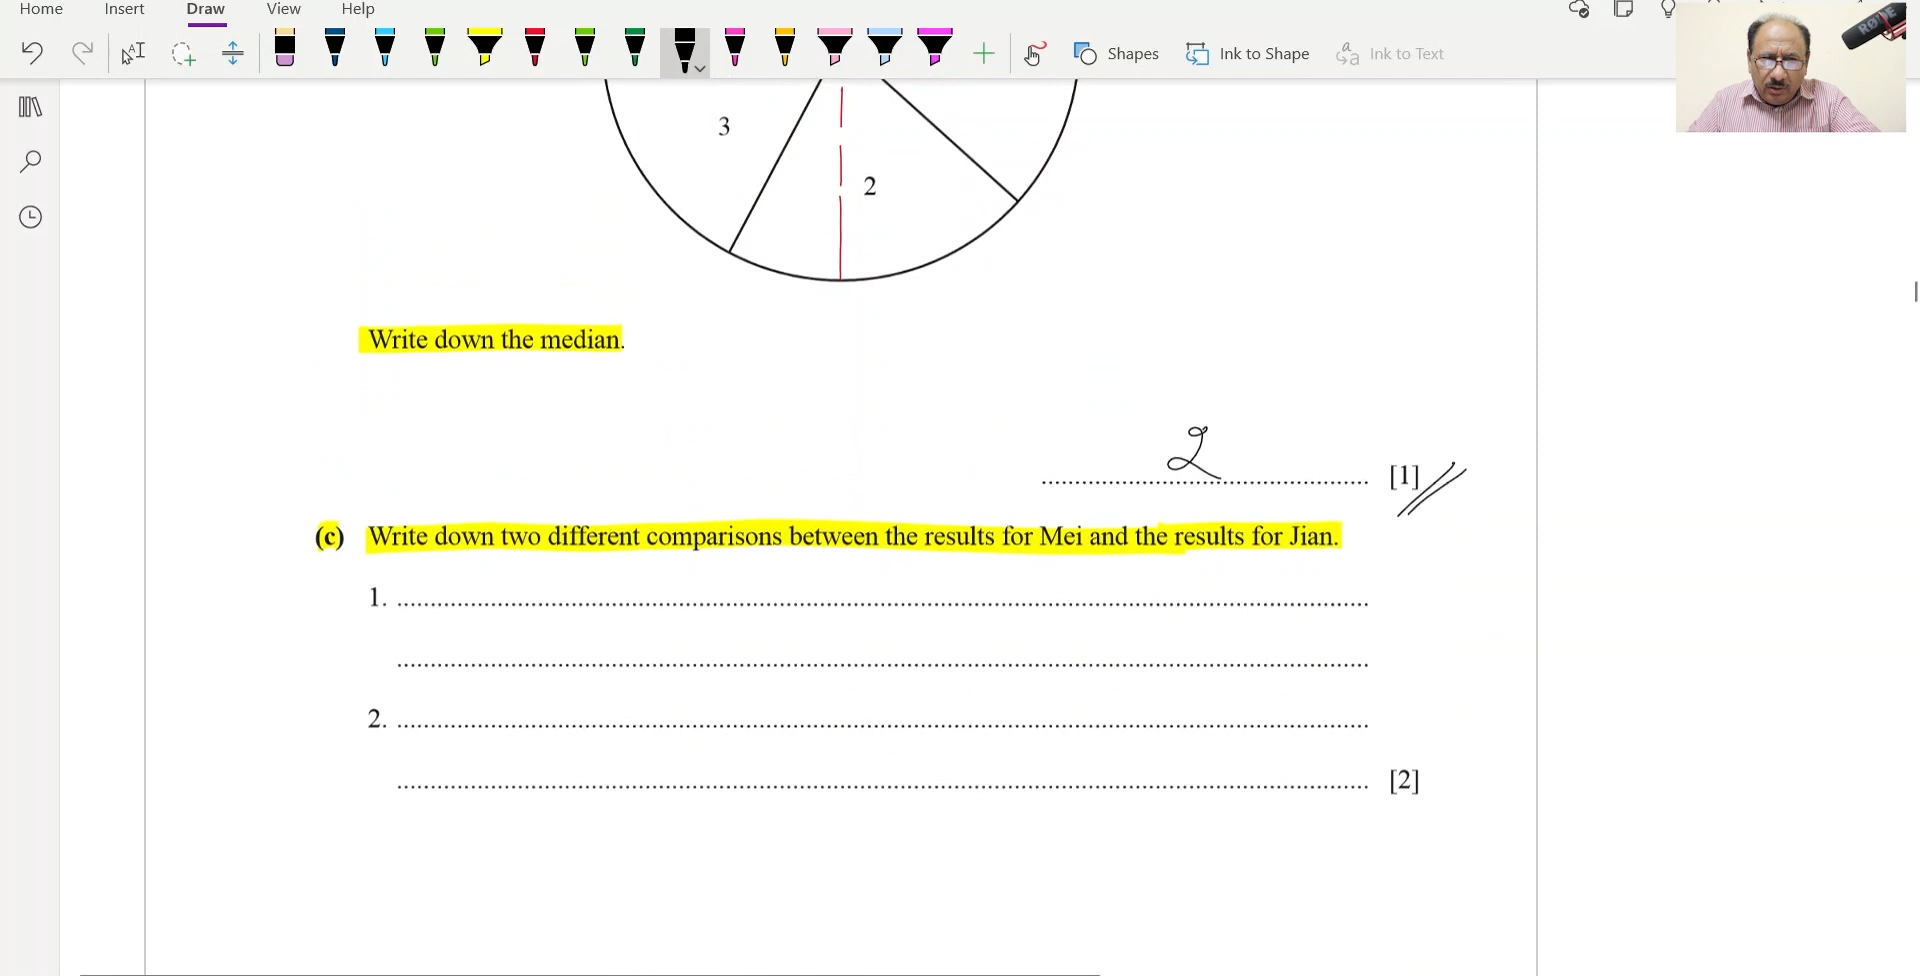 Home Insert Draw View Help
Shapes Ink to Shape Ink to Text
RØDE
3
2
Write down the median.
2
.................................................... [1]
(c) Write down two different comparisons between the results for Mei and the results for Jian.
1. ....................................................
....................................................
2. ....................................................
.................................................... [2]